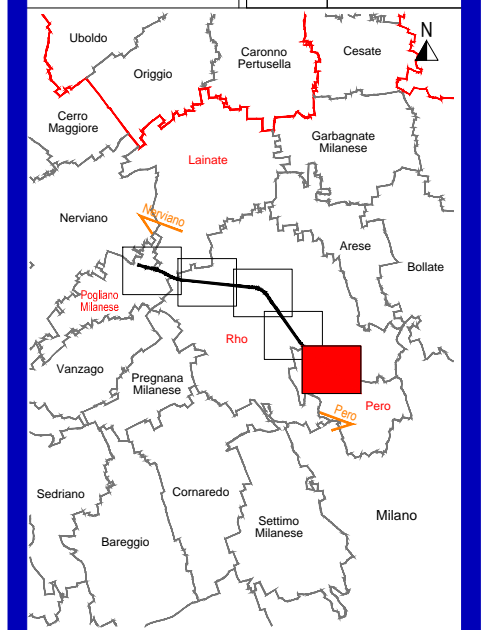 N
Uboldo
Caronno
Pertusella
Cesate
Origgio
Cerro
Maggiore
Garbagnate
Milanese
Lainate
Nerviano
Nerviano
Arese
Bollate
Pogliano
Milanese
Rho
Vanzago
Pregnana
Milanese
Pero
Pero
Sedriano
Cornaredo
Settimo
Milanese
Milano
Bareggio